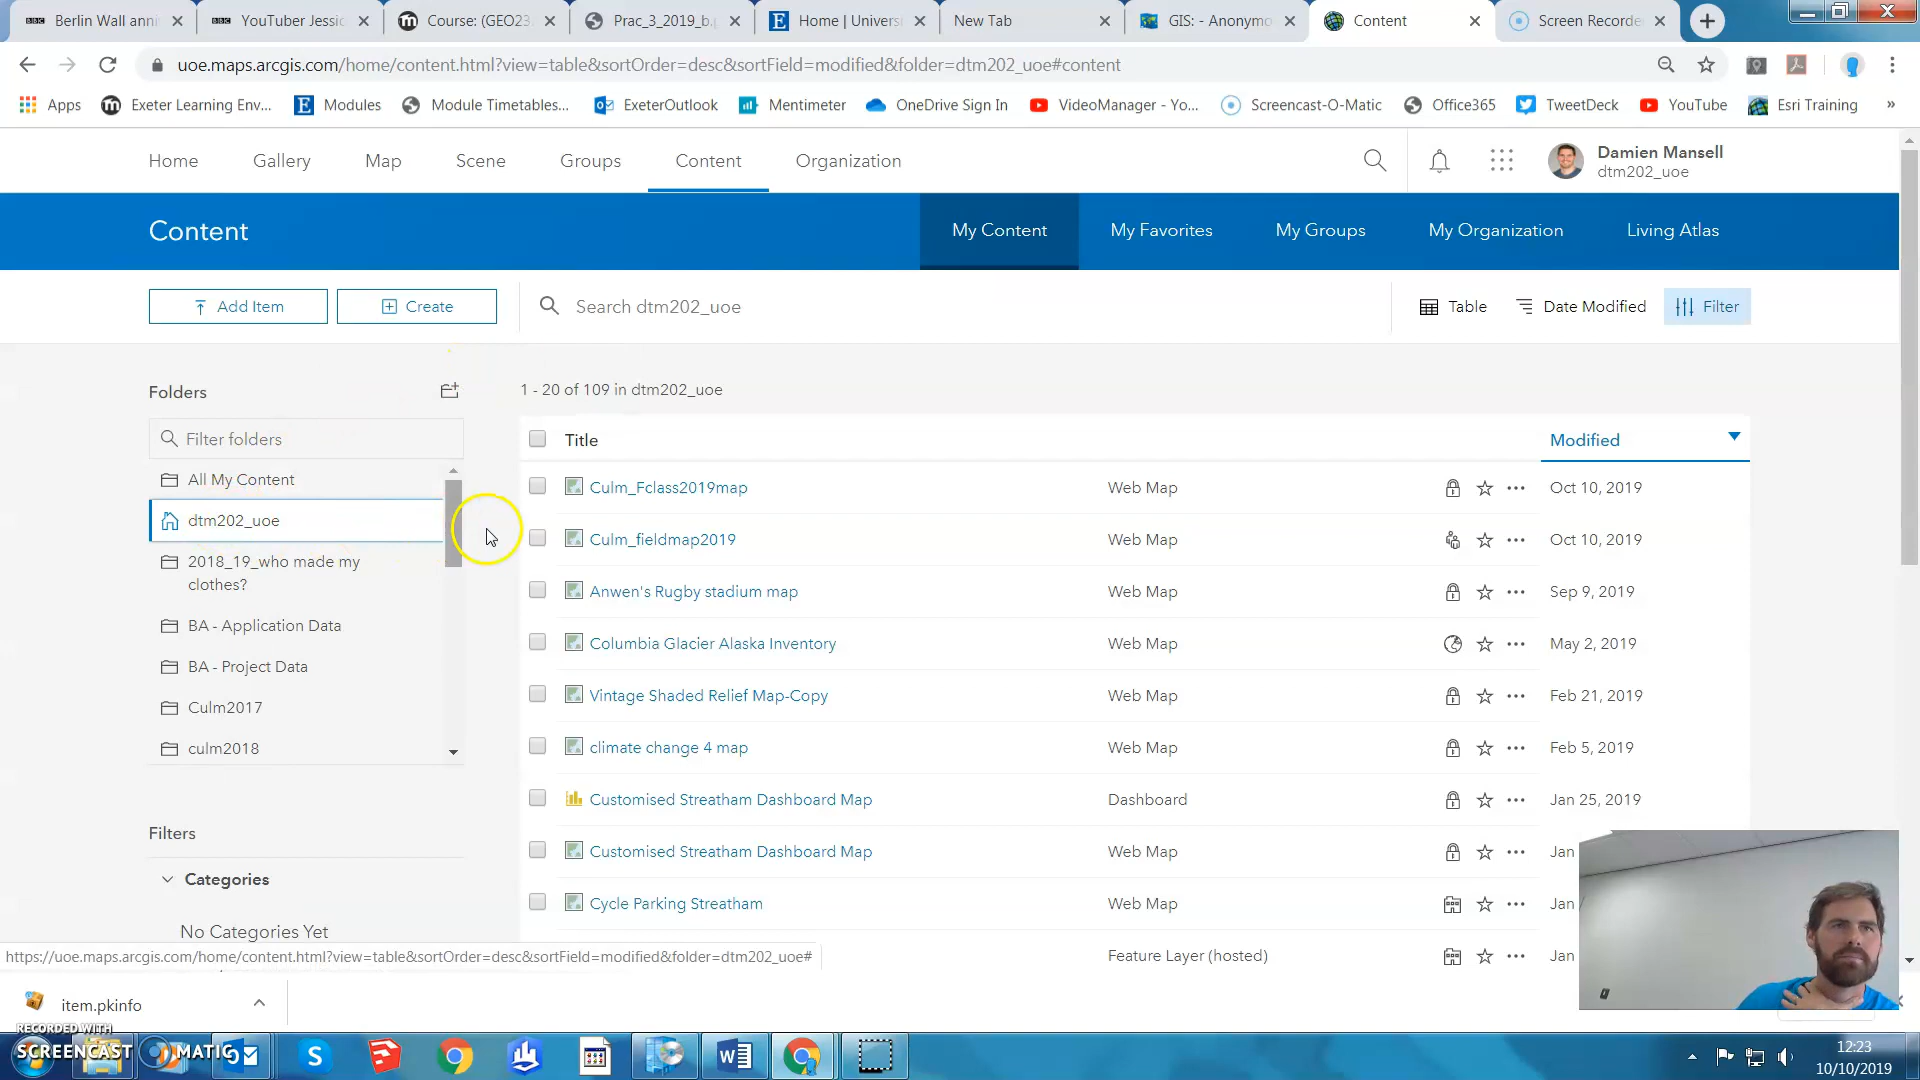 Berlin Wall anni
YouTuber Jessic
Course: (GEO23
Prac_3_2019_b.p
Home | Univers
New Tab
GIS: - Anonymo
Content
Screen Recorde
uoe.maps.arcgis.com/home/content.html?view=table&sortOrder=desc&sortField=modified&folder=dtm202_uoe#content
Apps
Exeter Learning Env...
Modules
Module Timetables...
ExeterOutlook
Mentimeter
OneDrive Sign In
VideoManager - Yo...
Screencast-O-Matic
Office365
TweetDeck
YouTube
Esri Training
»
Home
Gallery
Map
Scene
Groups
Content
Organization
Damien Mansell
dtm202_uoe
Content
My Content
My Favorites
My Groups
My Organization
Living Atlas
Add Item
Create
Search dtm202_uoe
Table
Date Modified
Filter
Folders
1 - 20 of 109 in dtm202_uoe
Filter folders
All My Content
dtm202_uoe
2018_19_who made my
clothes?
BA - Application Data
BA - Project Data
Culm2017
culm2018
Filters
Categories
No Categories Yet
Title
Modified
Culm_Fclass2019map Web Map Oct 10, 2019
Culm_fieldmap2019 Web Map Oct 10, 2019
Anwen's Rugby stadium map Web Map Sep 9, 2019
Columbia Glacier Alaska Inventory Web Map May 2, 2019
Vintage Shaded Relief Map-Copy Web Map Feb 21, 2019
climate change 4 map Web Map Feb 5, 2019
Customised Streatham Dashboard Map Dashboard Jan 25, 2019
Customised Streatham Dashboard Map Web Map Jan
Cycle Parking Streatham Web Map Jan
Feature Layer (hosted) Jan
https://uoe.maps.arcgis.com/home/content.html?view=table&sortOrder=desc&sortField=modified&folder=dtm202_uoe#
item.pkinfo
RECORDED WITH
SCREENCAST MATIC
12:23
10/10/2019